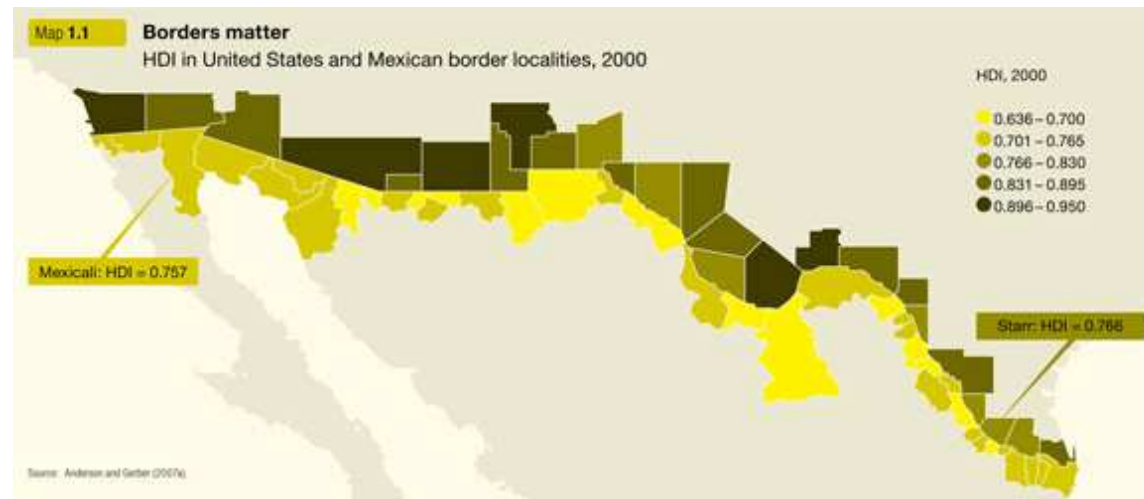 Map 1.1
Borders matter
HDI in United States and Mexican border localities, 2000
HDI, 2000
0.636 – 0.700
0.701 – 0.765
0.766 – 0.830
0.831 – 0.895
0.896 – 0.950
Mexicali: HDI = 0.757
Starr: HDI = 0.766
Source: Anderson and Gerber (2007a).